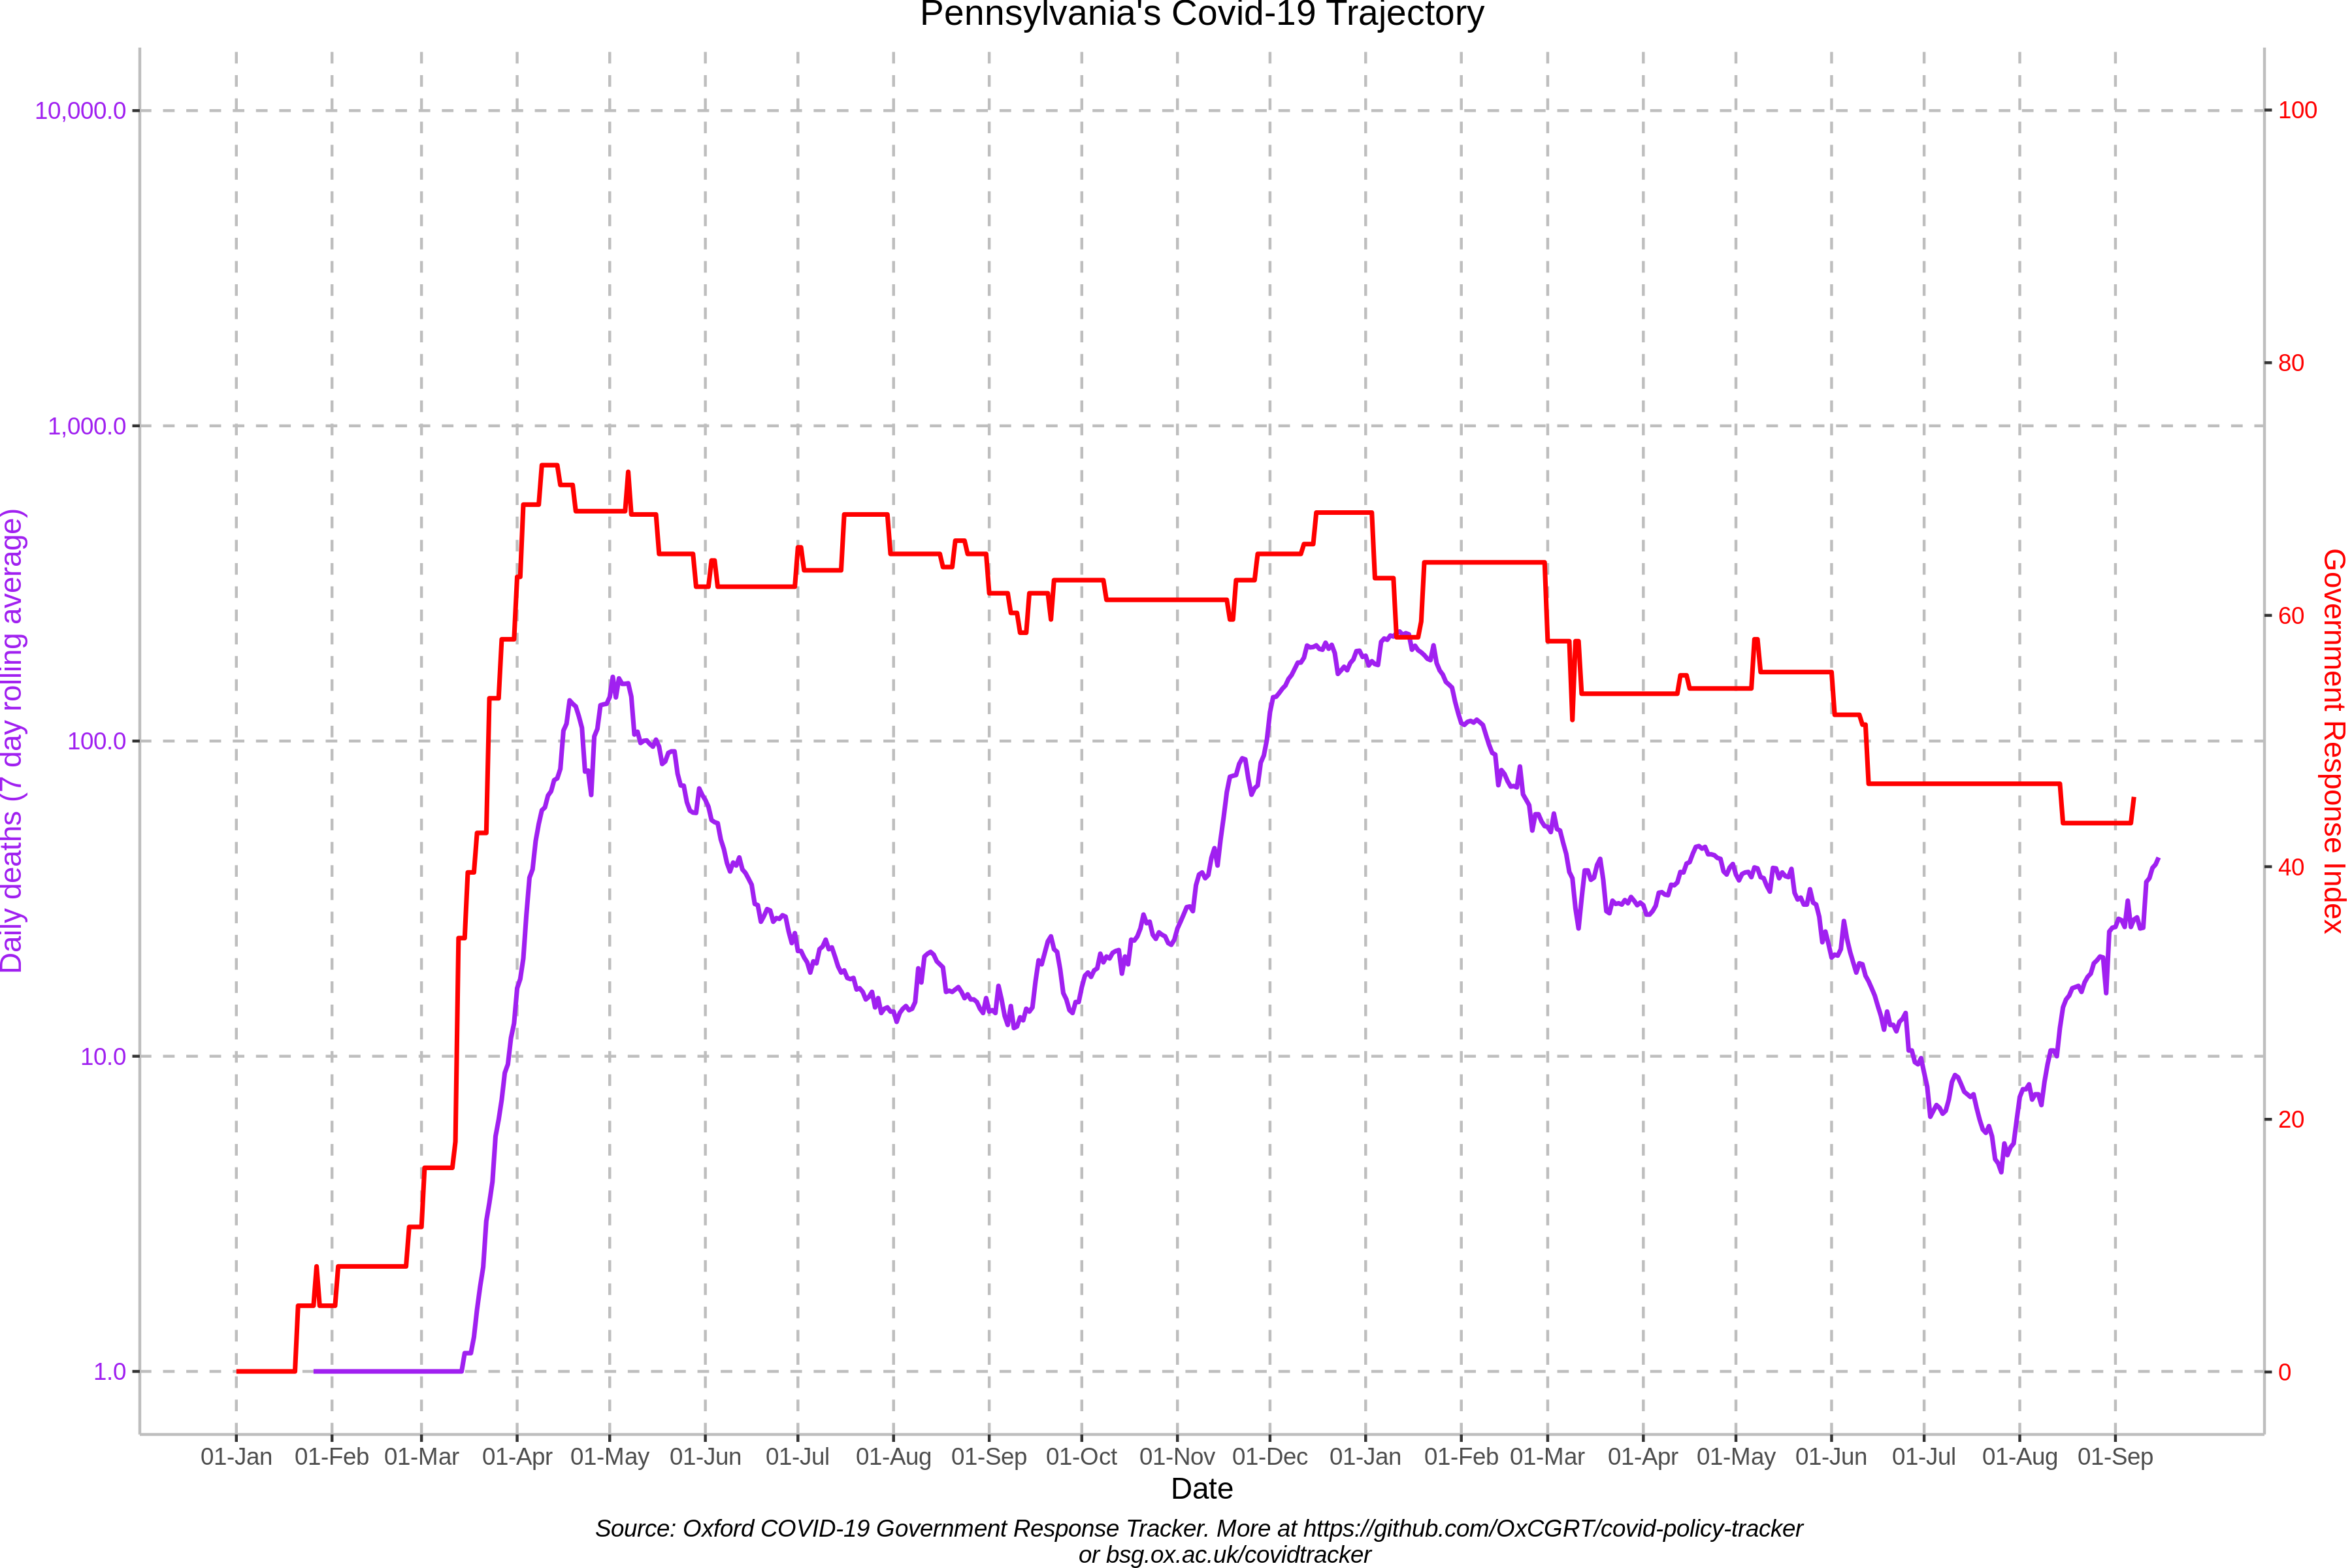 Pennsylvania's Covid-19 Trajectory
10,000.0
1,000.0
100.0
10.0
1.0
Daily deaths (7 day rolling average)
100
80
60
40
20
0
Government Response Index
01-Jan 01-Feb 01-Mar 01-Apr 01-May 01-Jun 01-Jul 01-Aug 01-Sep 01-Oct 01-Nov 01-Dec 01-Jan 01-Feb 01-Mar 01-Apr 01-May 01-Jun 01-Jul 01-Aug 01-Sep
Date
Source: Oxford COVID-19 Government Response Tracker. More at https://github.com/OxCGRT/covid-policy-tracker
or bsg.ox.ac.uk/covidtracker